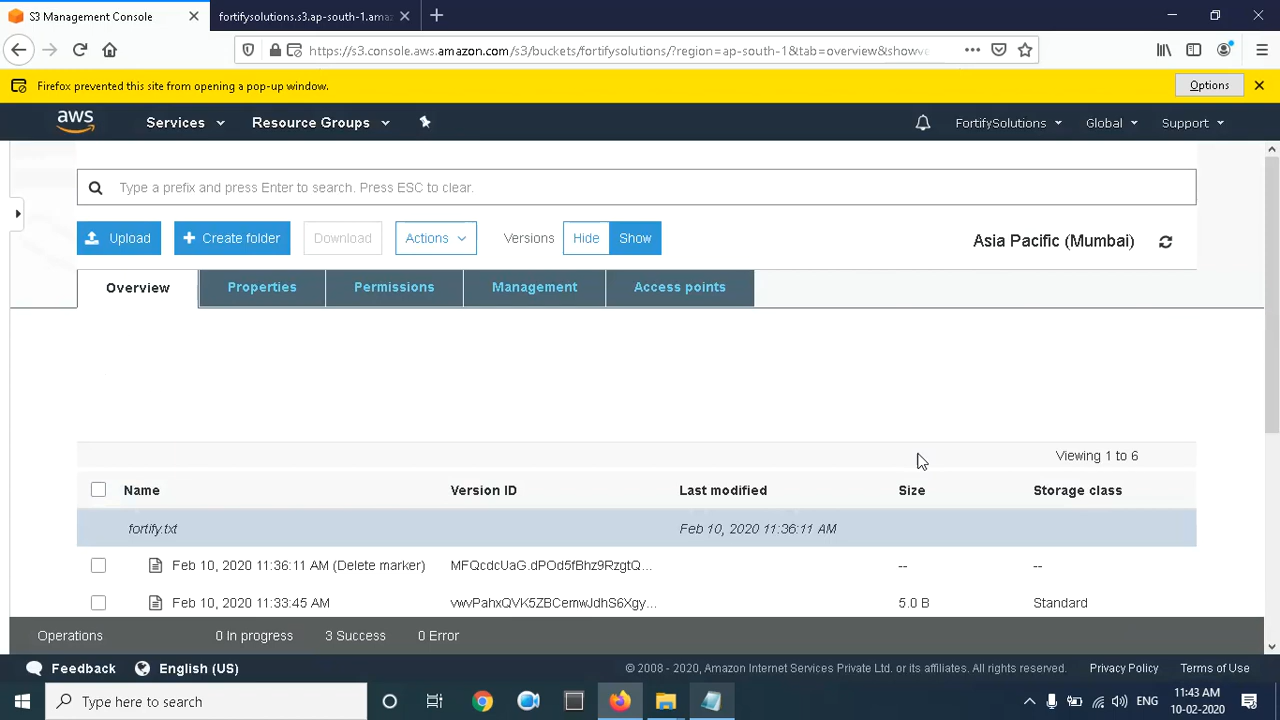 S3 Management Console
fortifysolutions.s3.ap-south-1.amaz
https://s3.console.aws.amazon.com/s3/buckets/fortifysolutions/?region=ap-south-1&tab=overview&showve
Firefox prevented this site from opening a pop-up window.
Options
aws
Services
Resource Groups
FortifySolutions
Global
Support
Type a prefix and press Enter to search. Press ESC to clear.
Upload
Create folder
Download
Actions
Versions
Hide
Show
Asia Pacific (Mumbai)
Overview
Properties
Permissions
Management
Access points
Viewing 1 to 6
Name Version ID Last modified Size Storage class
fortify.txt Feb 10, 2020 11:36:11 AM
Feb 10, 2020 11:36:11 AM (Delete marker) MFQcdcUaG.dPOd5fBhz9RzgtQ... -- --
Feb 10, 2020 11:33:45 AM vwvPahxQVK5ZBCemwJdhS6Xgy... 5.0 B Standard
Operations 0 In progress 3 Success 0 Error
Feedback English (US) © 2008 - 2020, Amazon Internet Services Private Ltd. or its affiliates. All rights reserved. Privacy Policy Terms of Use
Type here to search
ENG
11:43 AM
10-02-2020